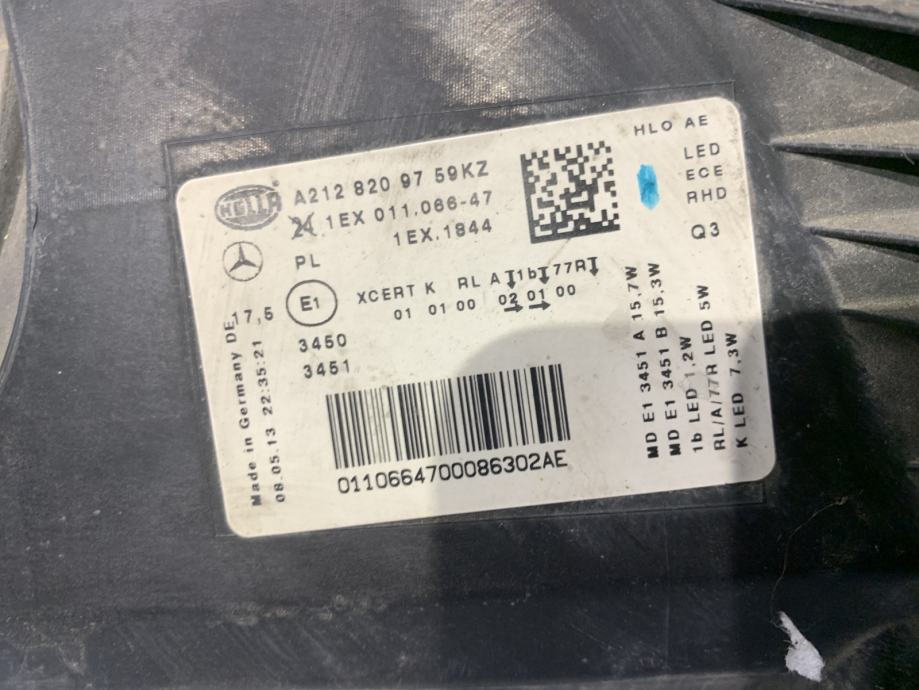 HELLA
A212 820 97 59KZ
24 1EX 011.066-47
1EX.1844
PL
E1
XCERT K RL A 1b 77R
01 01 00 02 01 00
17,5
3450
3451
0110664700086302AE
HLO AE
LED
ECE
RHD
Q3
Made in Germany DE
08.05.13 22:35:21
MD E1 3451 A 15,7W
MD E1 3451 B 15,3W
1b LED 1,2W
RL/A/77R LED 5W
K LED 7,3W